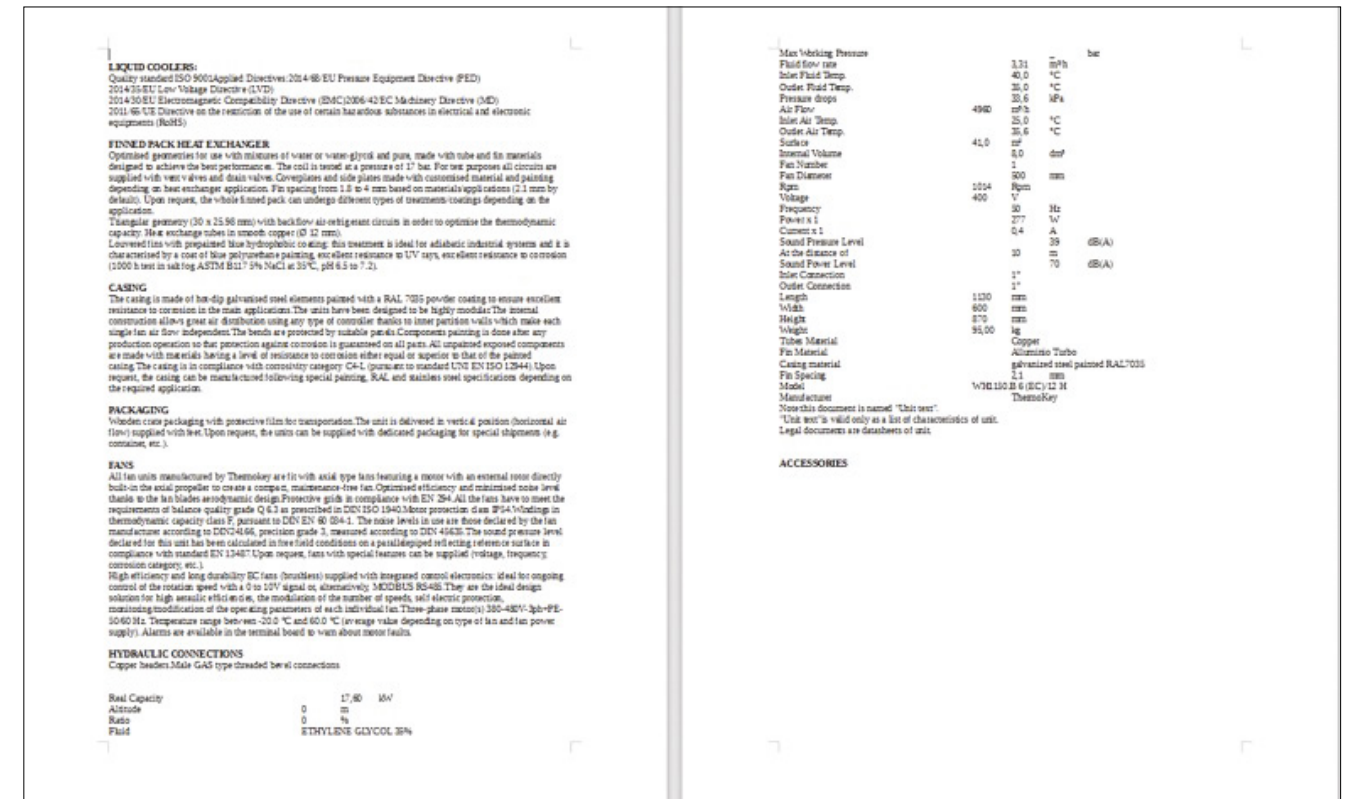 LIQUID COOLERS:
Quality standard ISO 9001Applied Directives:2014/68/EU Pressure Equipment Directive (PED)
2014/35/EU Low Voltage Directive (LVD)
2014/30/EU Electromagnetic Compatibility Directive (EMC)2006/42/EC Machinery Directive (MD)
2011/65/UE Directive on the restriction of the use of certain hazardous substances in electrical and electronic
equipments (RoHS)
FINNED PACK HEAT EXCHANGER
Optimised geometries for use with mixtures of water or water-glycol and pure, made with tube and fin materials
designed to achieve the best performances. The coil is tested at a pressure of 17 bar. For test purposes all circuits are
supplied with vent valves and drain valves. Coverplates and side plates made with customised material and painting
depending on heat exchanger application. Fin spacing from 1.8 to 4 mm based on materials/applications (2.1 mm by
default). Upon request, the whole finned pack can undergo different types of treatments/coatings depending on the
application.
Triangular geometry (30 x 25.98 mm) with backflow air-refrigerant circuits in order to optimise the thermodynamic
capacity. Heat exchange tubes in smooth copper (Ø 12 mm).
Louvered fins with prepainted blue hydrophobic coating: this treatment is ideal for adiabatic industrial systems and it is
characterised by a coat of blue polyurethane painting, excellent resistance to UV rays, excellent resistance to corrosion
(1000 h test in salt fog ASTM B117 5% NaCl at 35°C, pH 6.5 to 7.2).
CASING
The casing is made of hot-dip galvanised steel elements painted with a RAL 7035 powder coating to ensure excellent
resistance to corrosion in the main applications.The units have been designed to be highly modular.The internal
construction allows great air distribution using any type of controller thanks to inner partition walls which make each
single fan air flow independent.The bends are protected by suitable panels.Components painting is done after any
production operation so that protection against corrosion is guaranteed on all parts.All unpainted exposed components
are made with materials having a level of resistance to corrosion either equal or superior to that of the painted
casing.The casing is in compliance with corrosivity category C4-L (pursuant to standard UNI EN ISO 12944).Upon
request, the casing can be manufactured following special painting, RAL and stainless steel specifications depending on
the required application.
PACKAGING
Wooden crate packaging with protective film for transportation.The unit is delivered in vertical position (horizontal air
flow) supplied with feet.Upon request, the units can be supplied with dedicated packaging for special shipments (e.g.
container, etc.).
FANS
All fan units manufactured by Thermokey are fit with axial type fans featuring a motor with an external rotor directly
built-in the axial propeller to create a compact, maintenance-free fan.Optimised efficiency and minimised noise level
thanks to the fan blades aerodynamic design.Protective grids in compliance with EN 294.All the fans have to meet the
requirements of balance quality grade Q 6.3 as prescribed in DIN ISO 1940.Motor protection class IP54.Windings in
thermodynamic capacity class F, pursuant to DIN EN 60 034-1. The noise levels in use are those declared by the fan
manufacturer according to DIN24166, precision grade 3, measured according to DIN 45635.The sound pressure level
declared for this unit has been calculated in free field conditions on a parallelepiped reflecting reference surface in
compliance with standard EN 13487.Upon request, fans with special features can be supplied (voltage, frequency,
corrosion category, etc.).
High efficiency and long durability EC fans (brushless) supplied with integrated control electronics: ideal for ongoing
control of the rotation speed with a 0 to 10V signal or, alternatively, MODBUS RS485.They are the ideal design
solution for high aeraulic efficiencies, the modulation of the number of speeds, self electric protection,
monitoring/modification of the operating parameters of each individual fan.Three-phase motor(s) 380-480V-3ph+PE-
50/60 Hz. Temperature range between -20.0 °C and 60.0 °C (average value depending on type of fan and fan power
supply). Alarms are available in the terminal board to warn about motor faults.
HYDRAULIC CONNECTIONS
Copper headers.Male GAS type threaded bevel connections
Real Capacity 17,60 kW
Altitude 0 m
Ratio 0 %
Fluid ETHYLENE GLYCOL 35%
Max Working Pressure bar
Fluid flow rate 3,31 m³/h
Inlet Fluid Temp. 40,0 °C
Outlet Fluid Temp. 35,0 °C
Pressure drops 33,6 kPa
Air Flow 4960 m³/h
Inlet Air Temp. 25,0 °C
Outlet Air Temp. 35,6 °C
Surface 41,0 m²
Internal Volume 8,0 dm³
Fan Number 1
Fan Diameter 500 mm
Rpm 1014 Rpm
Voltage 400 V
Frequency 50 Hz
Power x 1 277 W
Current x 1 0,4 A
Sound Pressure Level 39 dB(A)
At the distance of 10 m
Sound Power Level 70 dB(A)
Inlet Connection 1"
Outlet Connection 1"
Length 1130 mm
Width 600 mm
Height 870 mm
Weight 95,00 kg
Tubes Material Copper
Fin Material Alluminio Turbo
Casing material galvanized steel painted RAL7035
Fin Spacing 2,1 mm
Model 6 (EC)/12 H
Manufacturer ThermoKey
Note:this document is named "Unit text".
"Unit text"is valid only as a list of characteristics of unit.
Legal documents are datasheets of unit.
ACCESSORIES